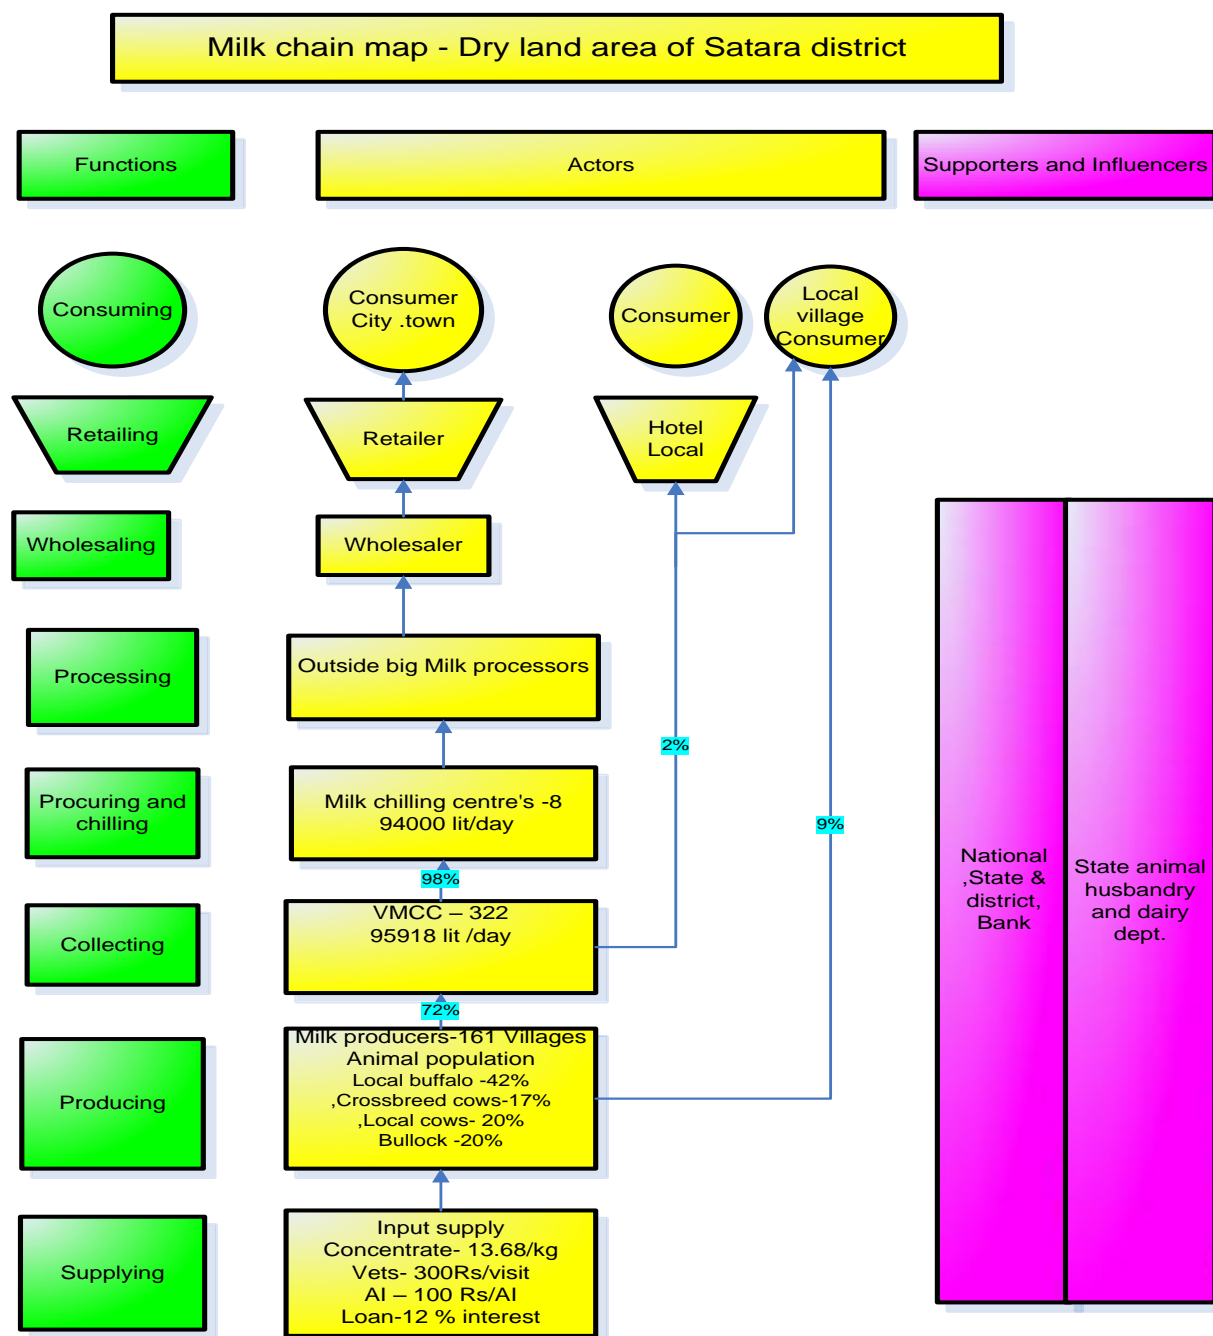 Milk chain map - Dry land area of Satara district
Functions
Actors
Supporters and Influencers
Consuming
Consumer
City .town
Consumer
Local
village
Consumer
Retailing
Retailer
Hotel
Local
Wholesaling
Wholesaler
Processing
Outside big Milk processors
2%
Procuring and
chilling
Milk chilling centre's -8
94000 lit/day
9%
98%
National
,State &
district,
Bank
State animal
husbandry
and dairy
dept.
Collecting
VMCC – 322
95918 lit /day
72%
Producing
Milk producers-161 Villages
Animal population
Local buffalo -42%
,Crossbreed cows-17%
,Local cows- 20%
Bullock -20%
Supplying
Input supply
Concentrate- 13.68/kg
Vets- 300Rs/visit
AI – 100 Rs/AI
Loan-12 % interest